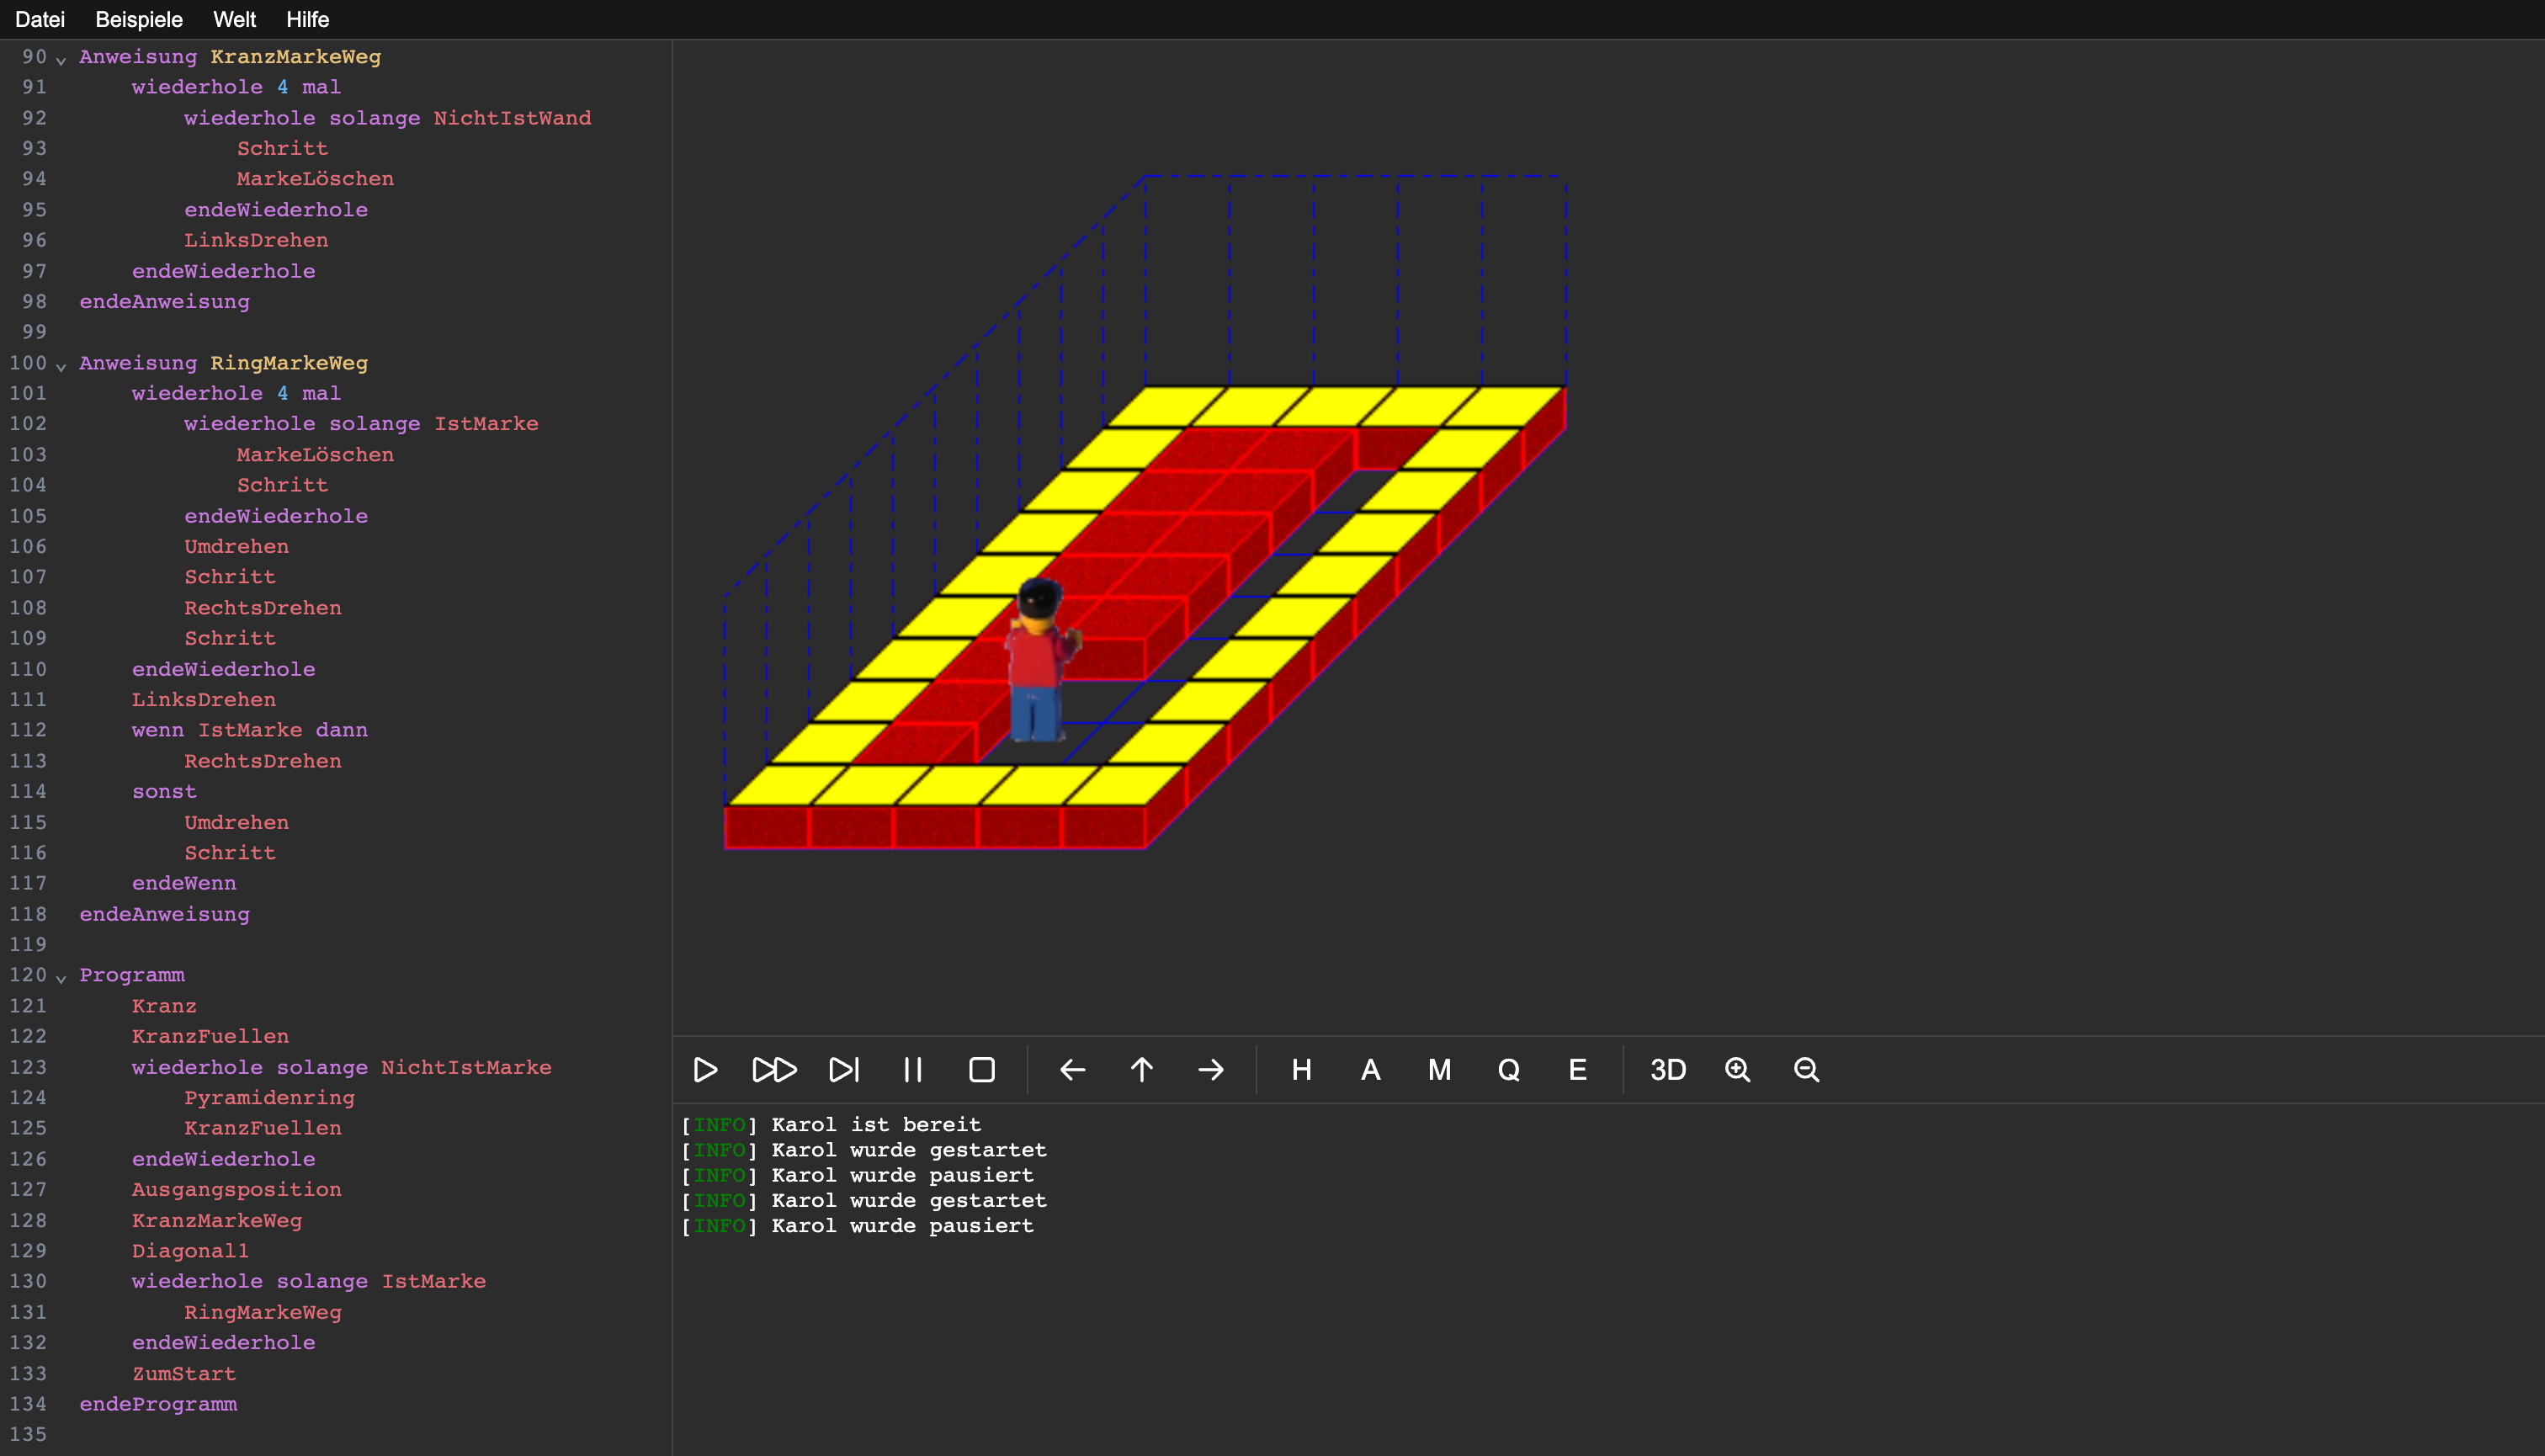 Datei Beispiele Welt Hilfe
90 Anweisung KranzMarkeWeg
91 wiederhole 4 mal
92 wiederhole solange NichtIstWand
93 Schritt
94 MarkeLöschen
95 endeWiederhole
96 LinksDrehen
97 endeWiederhole
98 endeAnweisung
99
100 Anweisung RingMarkeWeg
101 wiederhole 4 mal
102 wiederhole solange IstMarke
103 MarkeLöschen
104 Schritt
105 endeWiederhole
106 Umdrehen
107 Schritt
108 RechtsDrehen
109 Schritt
110 endeWiederhole
111 LinksDrehen
112 wenn IstMarke dann
113 RechtsDrehen
114 sonst
115 Umdrehen
116 Schritt
117 endeWenn
118 endeAnweisung
119
120 Programm
121 Kranz
122 KranzFuellen
123 wiederhole solange NichtIstMarke
124 Pyramidenring
125 KranzFuellen
126 endeWiederhole
127 Ausgangsposition
128 KranzMarkeWeg
129 Diagonal1
130 wiederhole solange IstMarke
131 RingMarkeWeg
132 endeWiederhole
133 ZumStart
134 endeProgramm
135
H A M Q E 3D
[INFO] Karol ist bereit
[INFO] Karol wurde gestartet
[INFO] Karol wurde pausiert
[INFO] Karol wurde gestartet
[INFO] Karol wurde pausiert